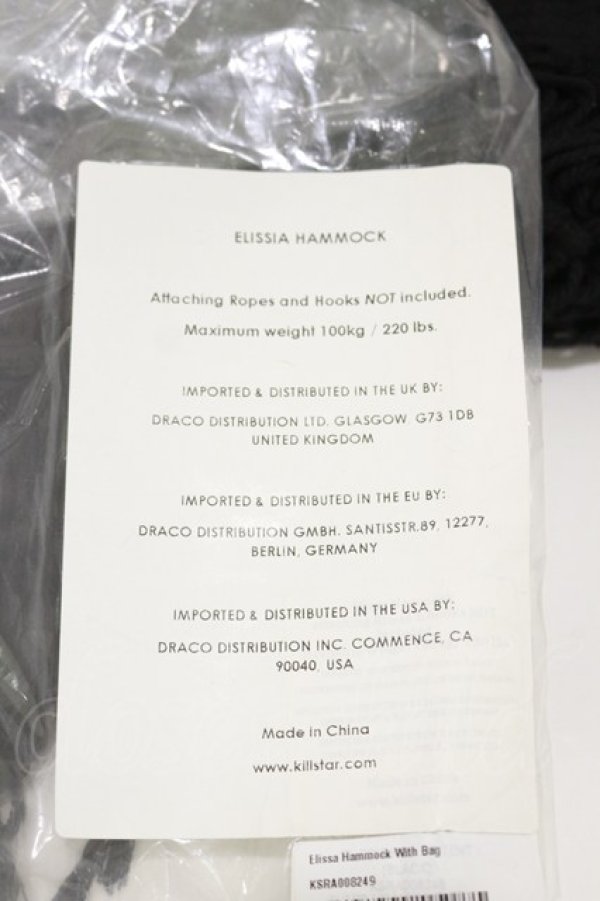 ELISSIA HAMMOCK
Attaching Ropes and Hooks NOT included.
Maximum weight 100kg / 220 lbs.
IMPORTED & DISTRIBUTED IN THE UK BY:
DRACO DISTRIBUTION LTD. GLASGOW G73 1DB
UNITED KINGDOM
IMPORTED & DISTRIBUTED IN THE EU BY:
DRACO DISTRIBUTION GMBH. SANTISSTR.89. 12277,
BERLIN, GERMANY
IMPORTED & DISTRIBUTED IN THE USA BY:
DRACO DISTRIBUTION INC. COMMENCE, CA
90040, USA
Made in China
www.killstar.com
Elissa Hammock With Bag
KSRA008249